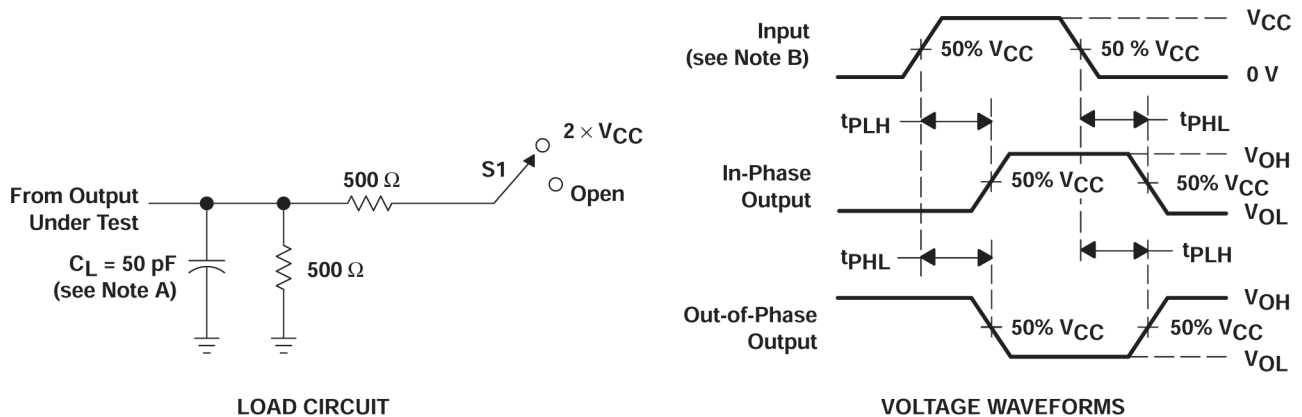 From Output
Under Test
CL = 50 pF
(see Note A)
500 Ω
500 Ω
S1
2 × VCC
Open
LOAD CIRCUIT
Input
(see Note B)
50% VCC
50 % VCC
VCC
0 V
tPLH
tPHL
In-Phase
Output
50% VCC
50% VCC
VOH
VOL
tPHL
tPLH
Out-of-Phase
Output
50% VCC
50% VCC
VOH
VOL
VOLTAGE WAVEFORMS